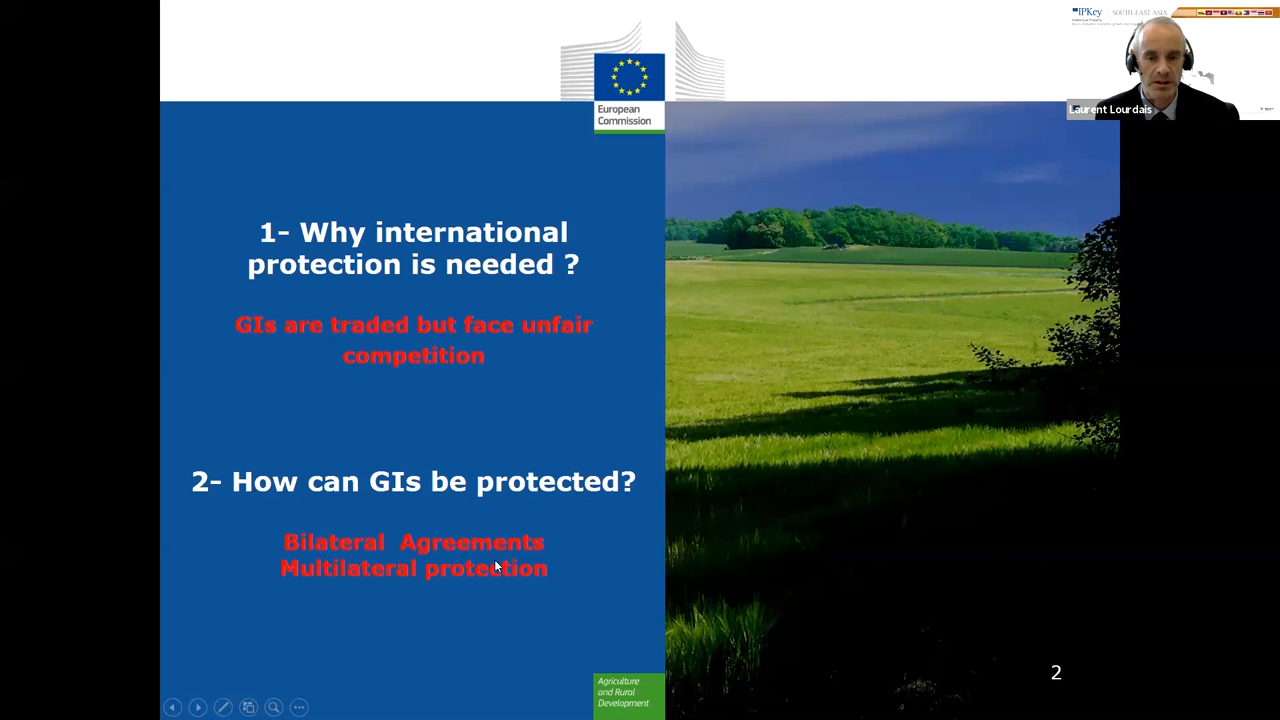 IPKey SOUTH-EAST ASIA
European
Commission
Laurent Lourdais
1- Why international
protection is needed ?
GIs are traded but face unfair
competition
2- How can GIs be protected?
Bilateral Agreements
Multilateral protection
Agriculture
and Rural
Development
2